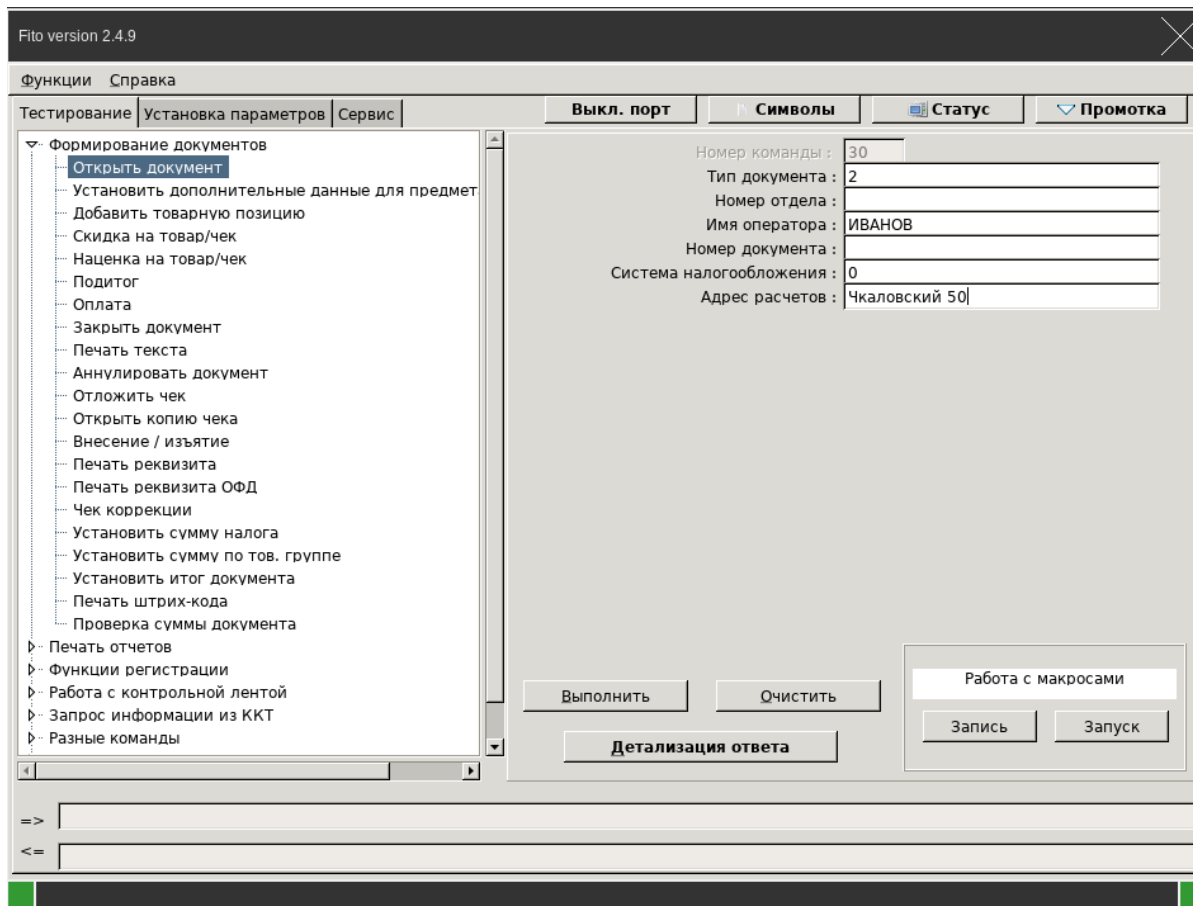 Fito version 2.4.9
Функции Справка
Тестирование Установка параметров Сервис Выкл. порт Символы Статус Промотка
Формирование документов
Открыть документ
Установить дополнительные данные для предмет
Добавить товарную позицию
Скидка на товар/чек
Наценка на товар/чек
Подитог
Оплата
Закрыть документ
Печать текста
Аннулировать документ
Отложить чек
Открыть копию чека
Внесение / изъятие
Печать реквизита
Печать реквизита ОФД
Чек коррекции
Установить сумму налога
Установить сумму по тов. группе
Установить итог документа
Печать штрих-кода
Проверка суммы документа
Печать отчетов
Функции регистрации
Работа с контрольной лентой
Запрос информации из ККТ
Разные команды
Номер команды : 30
Тип документа : 2
Номер отдела :
Имя оператора : ИВАНОВ
Номер документа :
Система налогообложения : 0
Адрес расчетов : Чкаловский 50
Выполнить Очистить
Детализация ответа
Работа с макросами
Запись Запуск
=>
<=